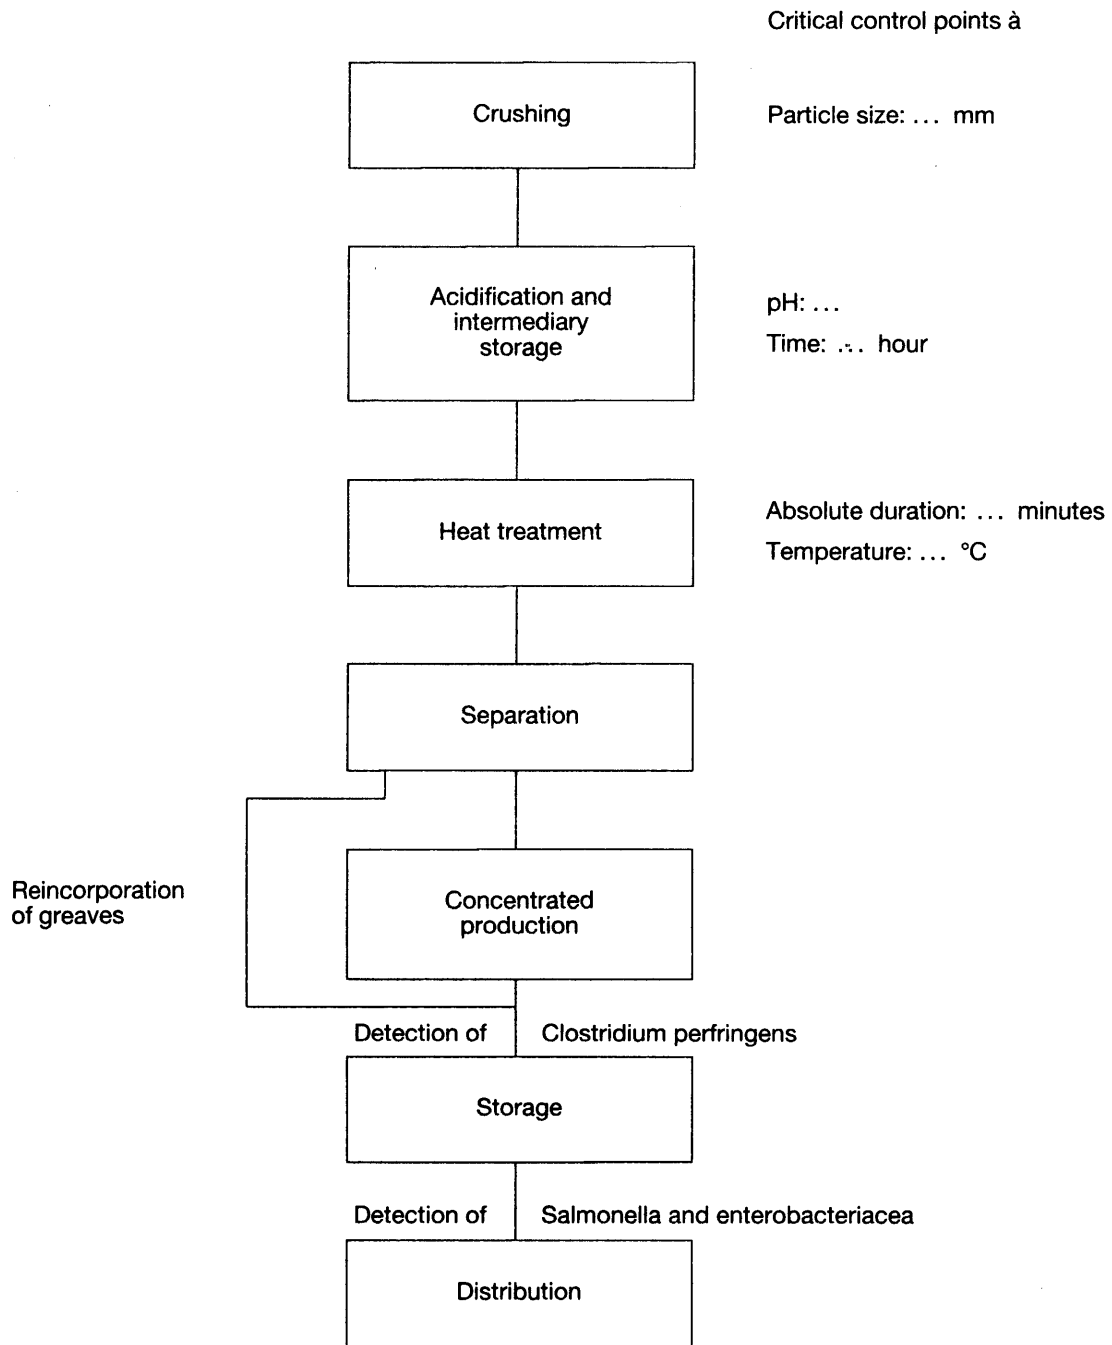 Critical control points à
Crushing
Particle size: ... mm
Acidification and
intermediary
storage
pH: ...
Time: ... hour
Heat treatment
Absolute duration: ... minutes
Temperature: ... °C
Separation
Reincorporation
of greaves
Concentrated
production
Detection of Clostridium perfringens
Storage
Detection of Salmonella and enterobacteriacea
Distribution